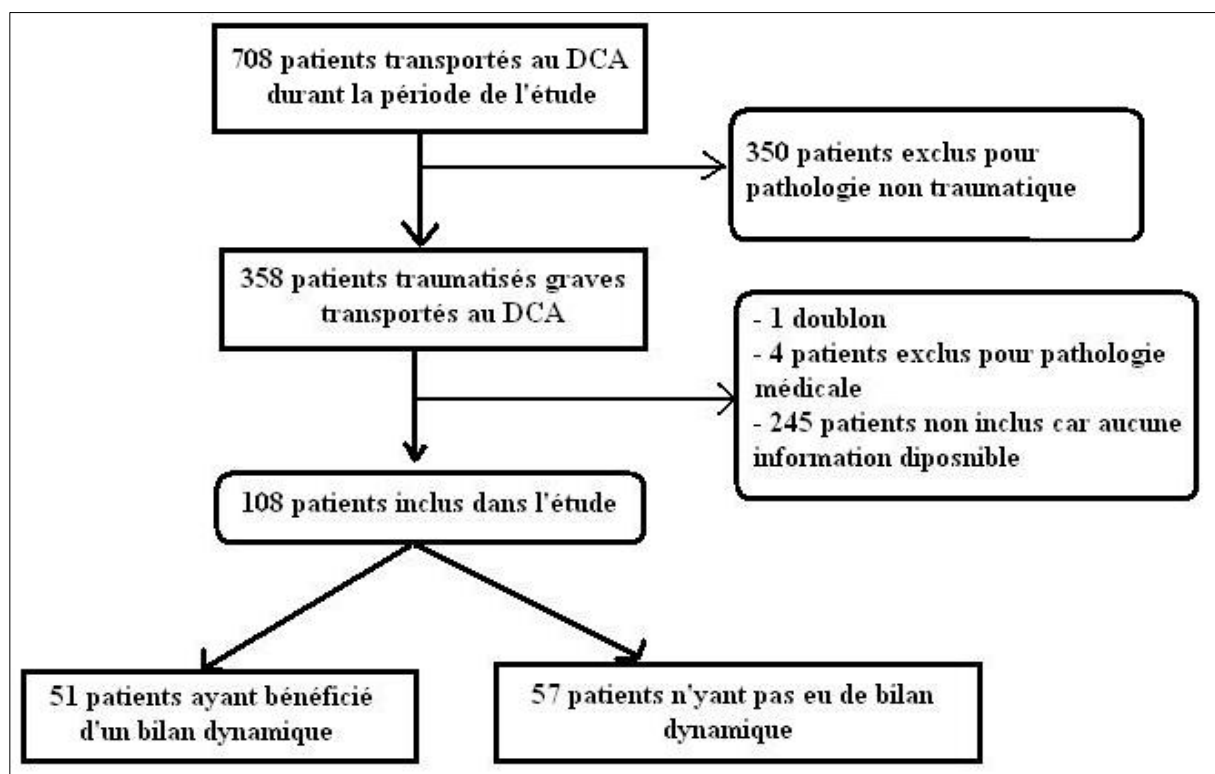 708 patients transportés au DCA
durant la période de l'étude
350 patients exclus pour
pathologie non traumatique
358 patients traumatisés graves
transportés au DCA
- 1 doublon
- 4 patients exclus pour pathologie
médicale
- 245 patients non inclus car aucune
information diposnible
108 patients inclus dans l'étude
51 patients ayant bénéficié
d'un bilan dynamique
57 patients n'yant pas eu de bilan
dynamique